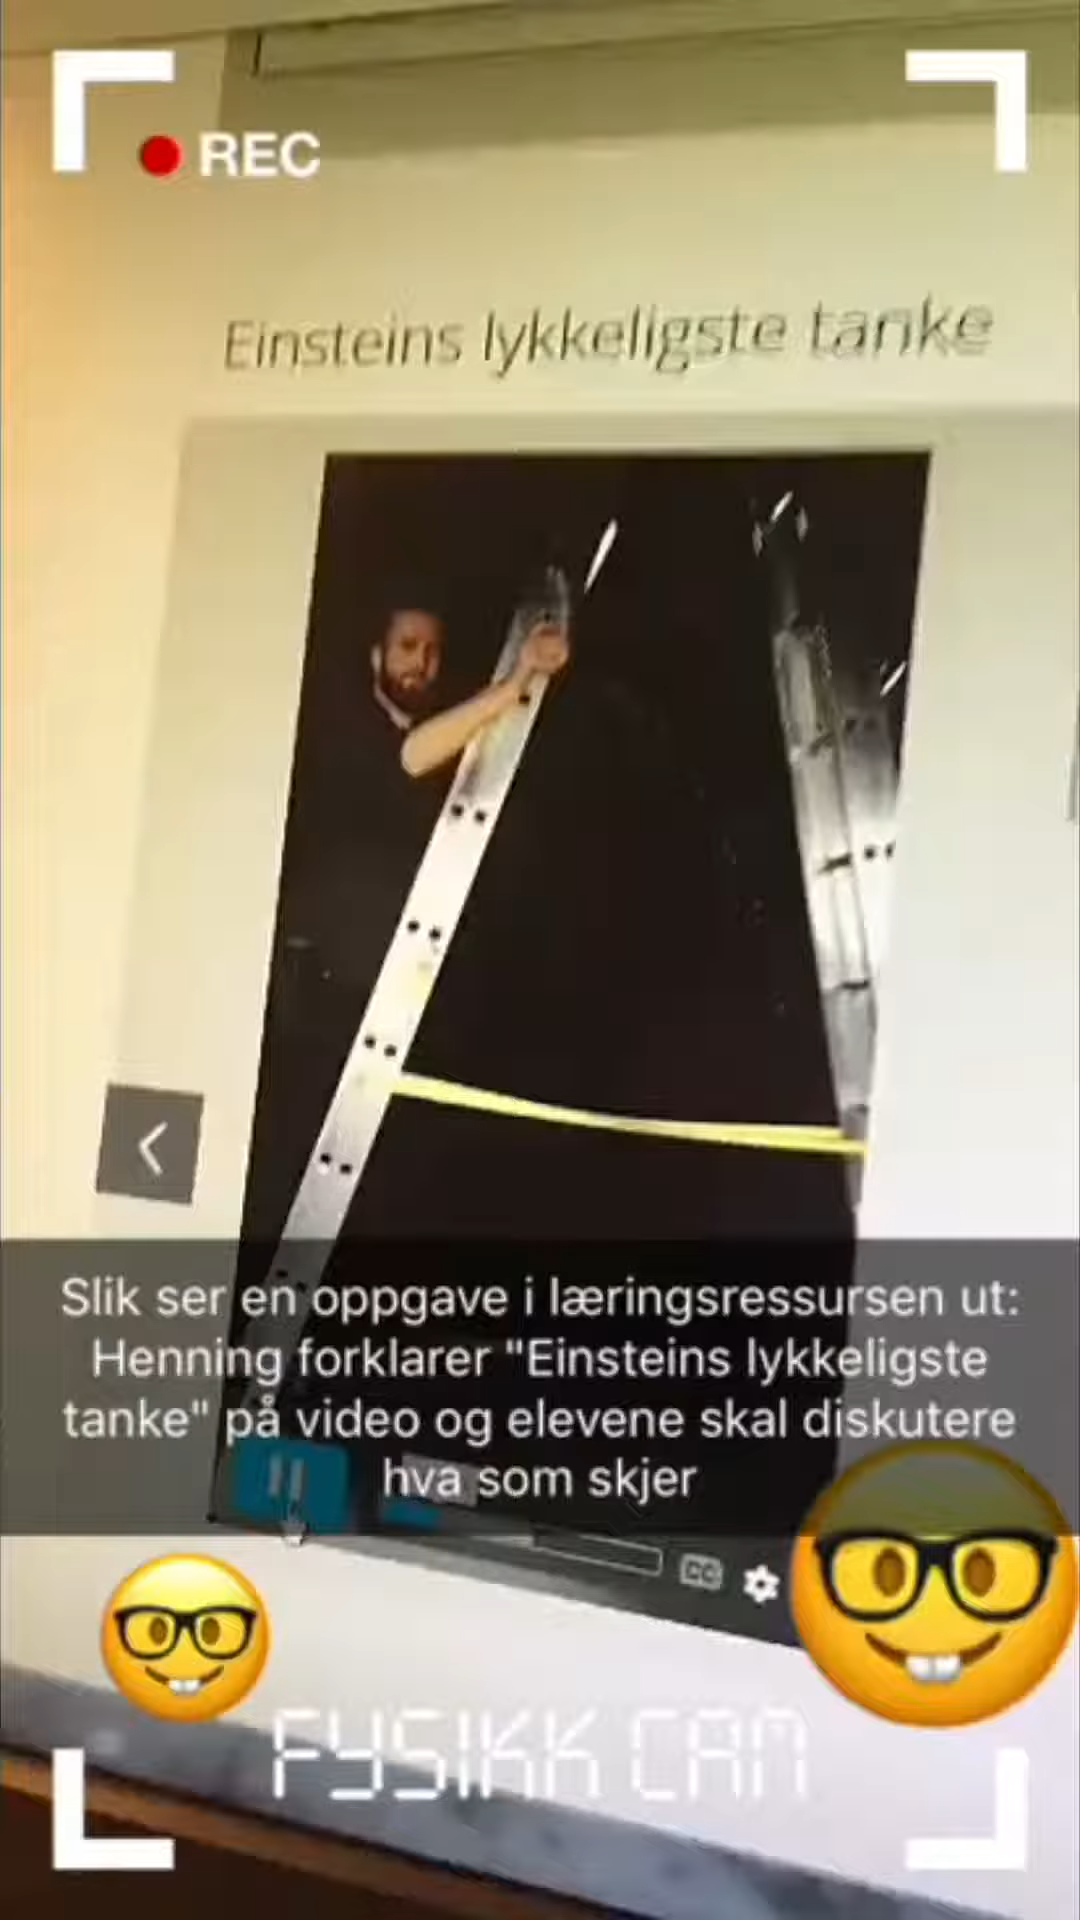 REC
Einsteins lykkeligste tanke
Slik ser en oppgave i læringsressursen ut:
Henning forklarer "Einsteins lykkeligste
tanke" på video og elevene skal diskutere
hva som skjer
CC
FYSIKK CAM